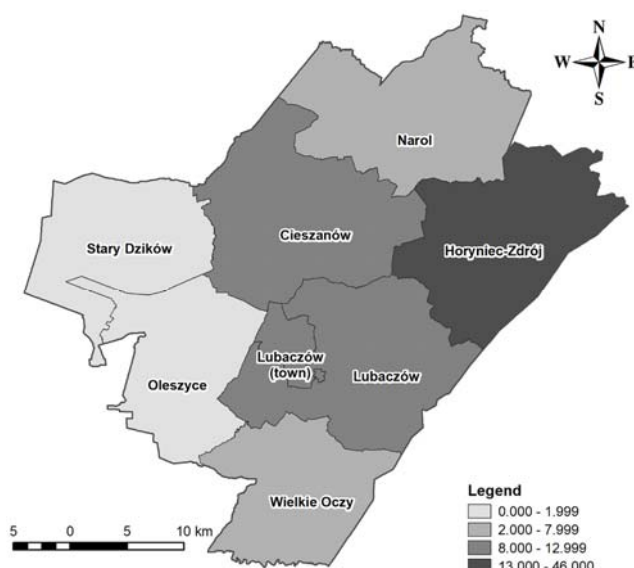 N
W E
S
Narol
Cieszanów
Stary Dzików
Horyniec-Zdrój
Lubaczów
(town)
Lubaczów
Oleszyce
Wielkie Oczy
5 0 5 10 km
Legend
0.000 - 1.999
2.000 - 7.999
8.000 - 12.999
13.000 - 46.000